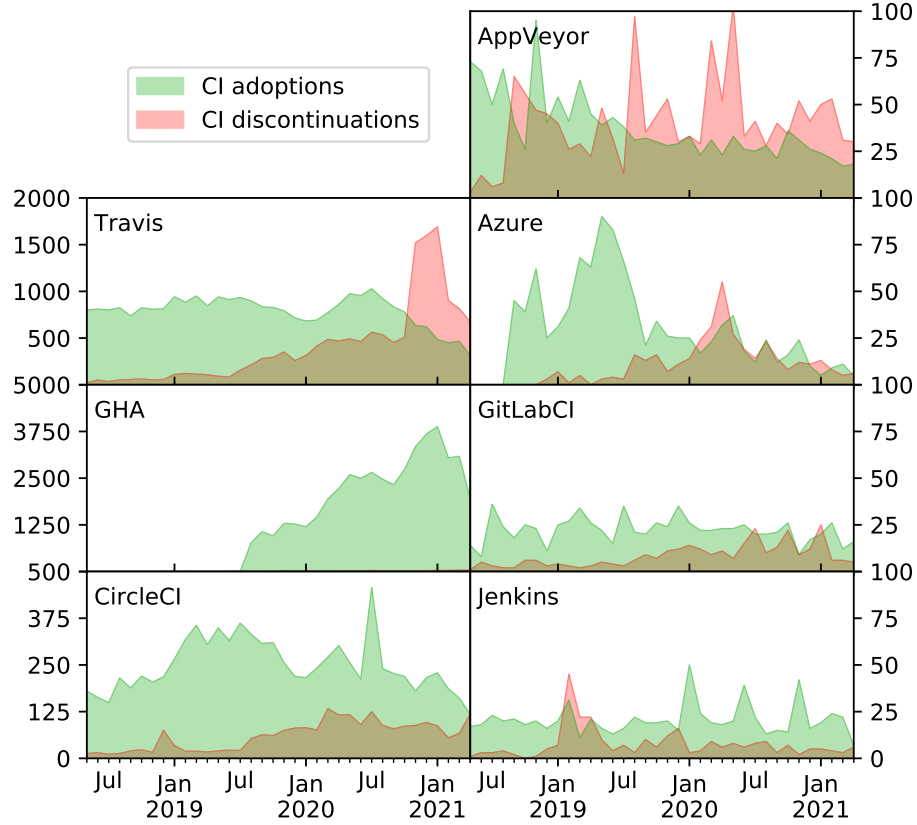 CI adoptions
CI discontinuations
AppVeyor
100
75
50
25
Travis
2000
1500
1000
500
Azure
100
75
50
25
GHA
5000
3750
2500
1250
GitLabCI
100
75
50
25
CircleCI
500
375
250
125
0
Jenkins
100
75
50
25
0
Jul Jan Jul Jan Jul Jan
2019 2020 2021
Jan Jul Jan Jul Jan
2019 2020 2021